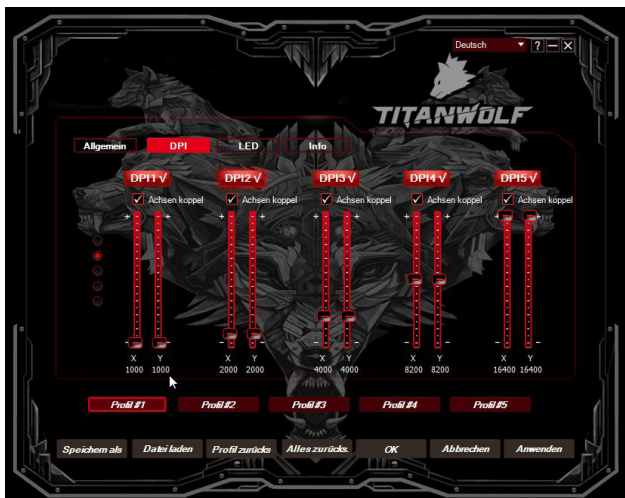 Deutsch ? — X
TITANWOLF
Allgemein DPI LED Info
DPI1 √ DPI2 √ DPI3 √ DPI4 √ DPI5 √
Achsen koppel Achsen koppel Achsen koppel Achsen koppel Achsen koppel
+ + + + + + + + + +
- - - - - - - - - -
X Y X Y X Y X Y X Y
1000 1000 2000 2000 4000 4000 8200 8200 16400 16400
Profil #1 Profil #2 Profil #3 Profil #4 Profil #5
Speichern als Datei laden Profil zurücks Alles zurücks. OK Abbrechen Anwenden